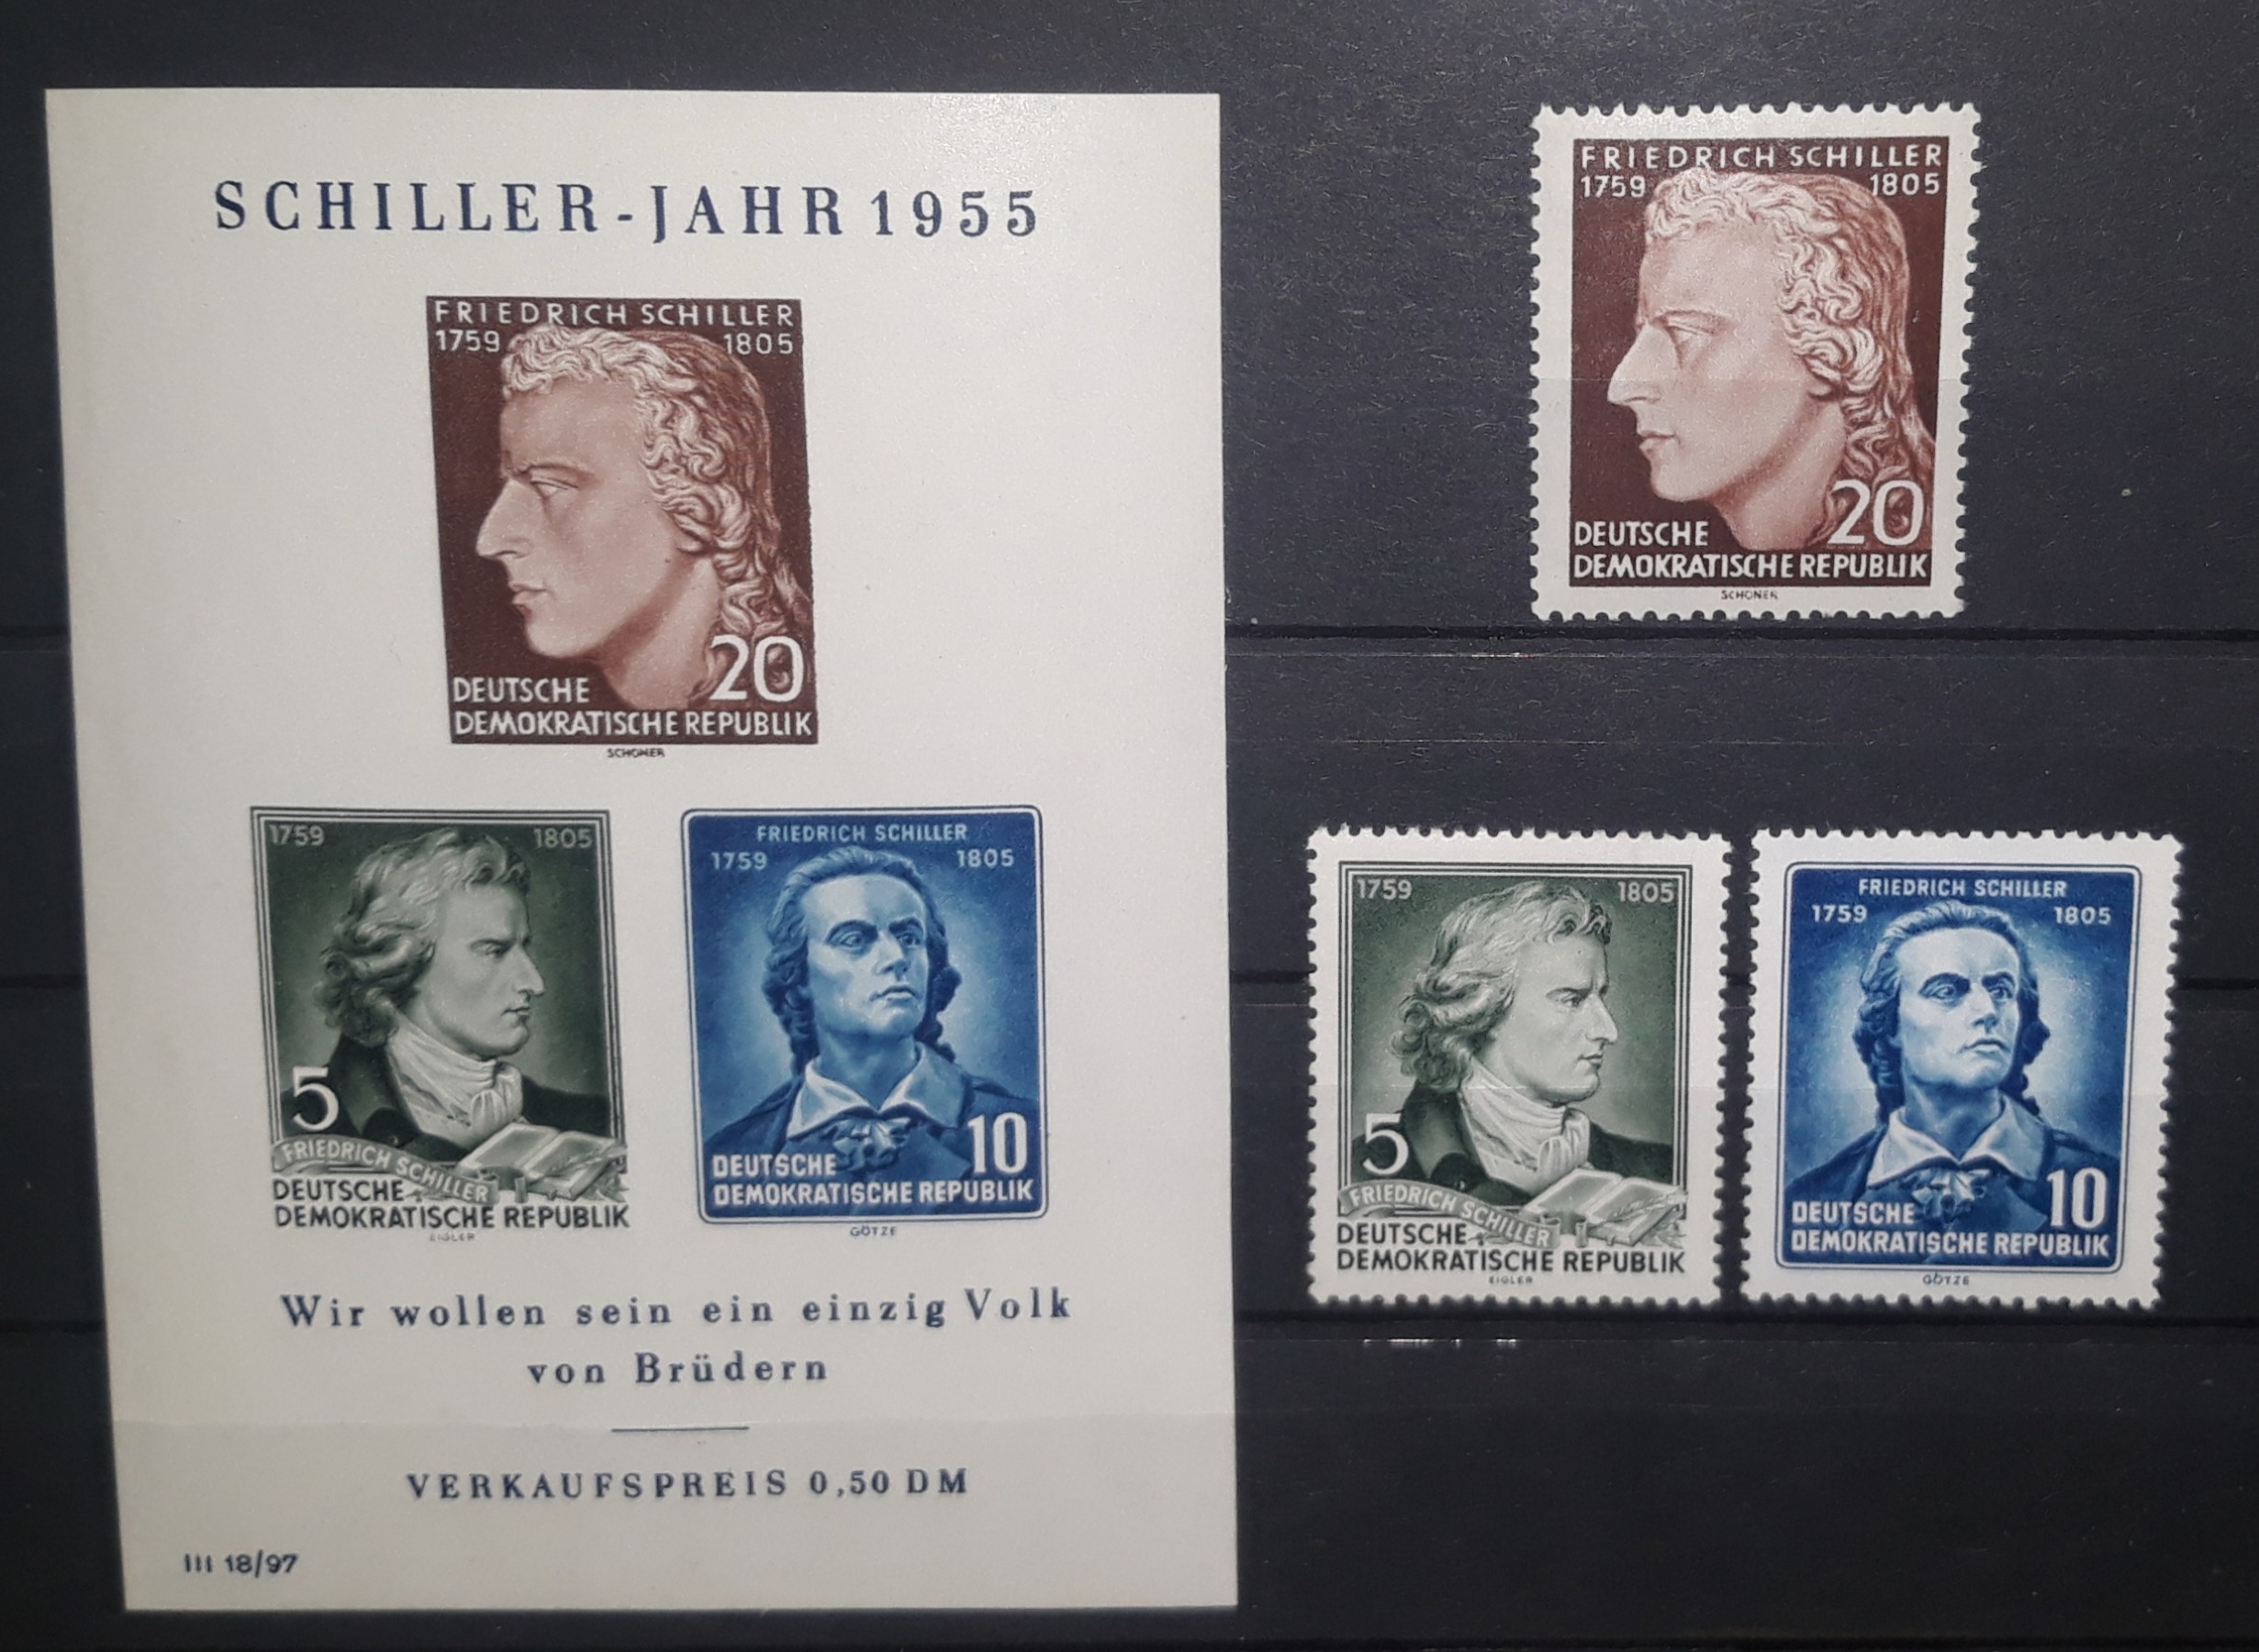 SCHILLER-JAHR 1955
FRIEDRICH SCHILLER
1759 1805
20
DEUTSCHE
DEMOKRATISCHE REPUBLIK
SCHÖNER
1759 1805
5
FRIEDRICH SCHILLER
DEUTSCHE
DEMOKRATISCHE REPUBLIK
EIGLER
FRIEDRICH SCHILLER
1759 1805
10
DEUTSCHE
DEMOKRATISCHE REPUBLIK
GÖTZE
Wir wollen sein ein einzig Volk
von Brüdern
VERKAUFSPREIS 0,50 DM
III 18/97
FRIEDRICH SCHILLER
1759 1805
20
DEUTSCHE
DEMOKRATISCHE REPUBLIK
SCHÖNER
1759 1805
5
FRIEDRICH SCHILLER
DEUTSCHE
DEMOKRATISCHE REPUBLIK
EIGLER
FRIEDRICH SCHILLER
1759 1805
10
DEUTSCHE
DEMOKRATISCHE REPUBLIK
GÖTZE